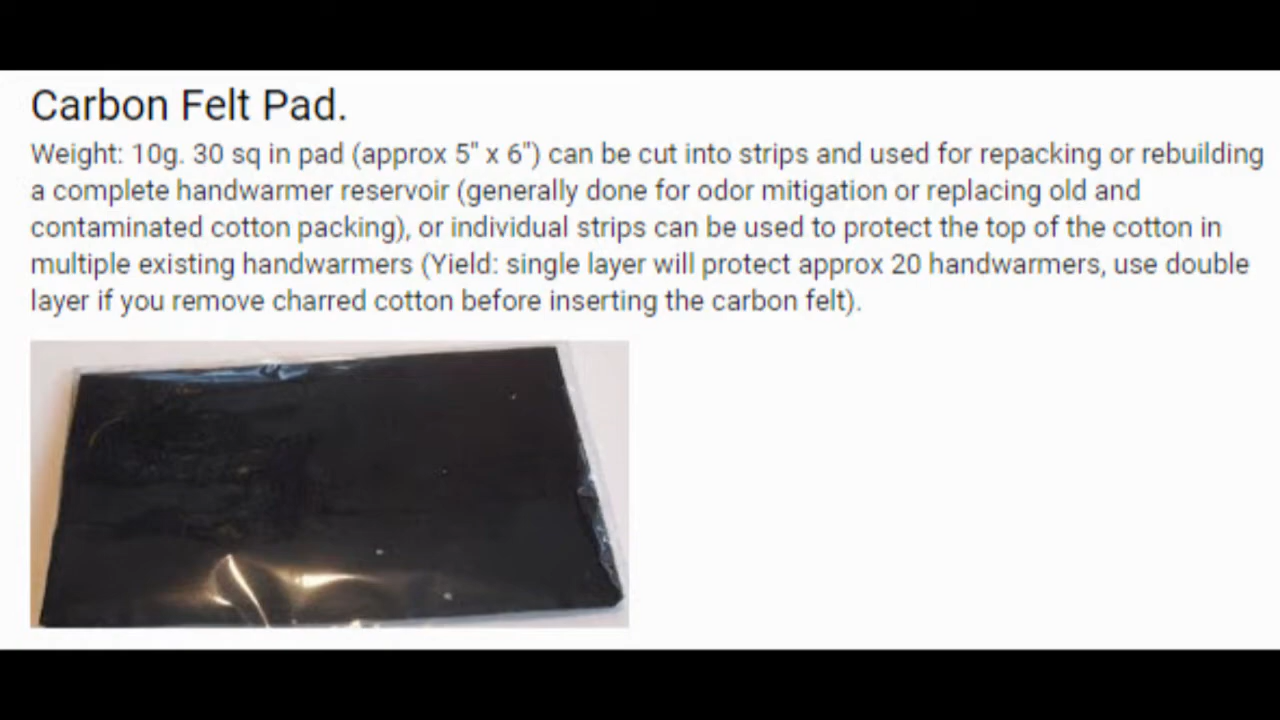 Carbon Felt Pad.
Weight: 10g. 30 sq in pad (approx 5" x 6") can be cut into strips and used for repacking or rebuilding
a complete handwarmer reservoir (generally done for odor mitigation or replacing old and
contaminated cotton packing), or individual strips can be used to protect the top of the cotton in
multiple existing handwarmers (Yield: single layer will protect approx 20 handwarmers, use double
layer if you remove charred cotton before inserting the carbon felt).